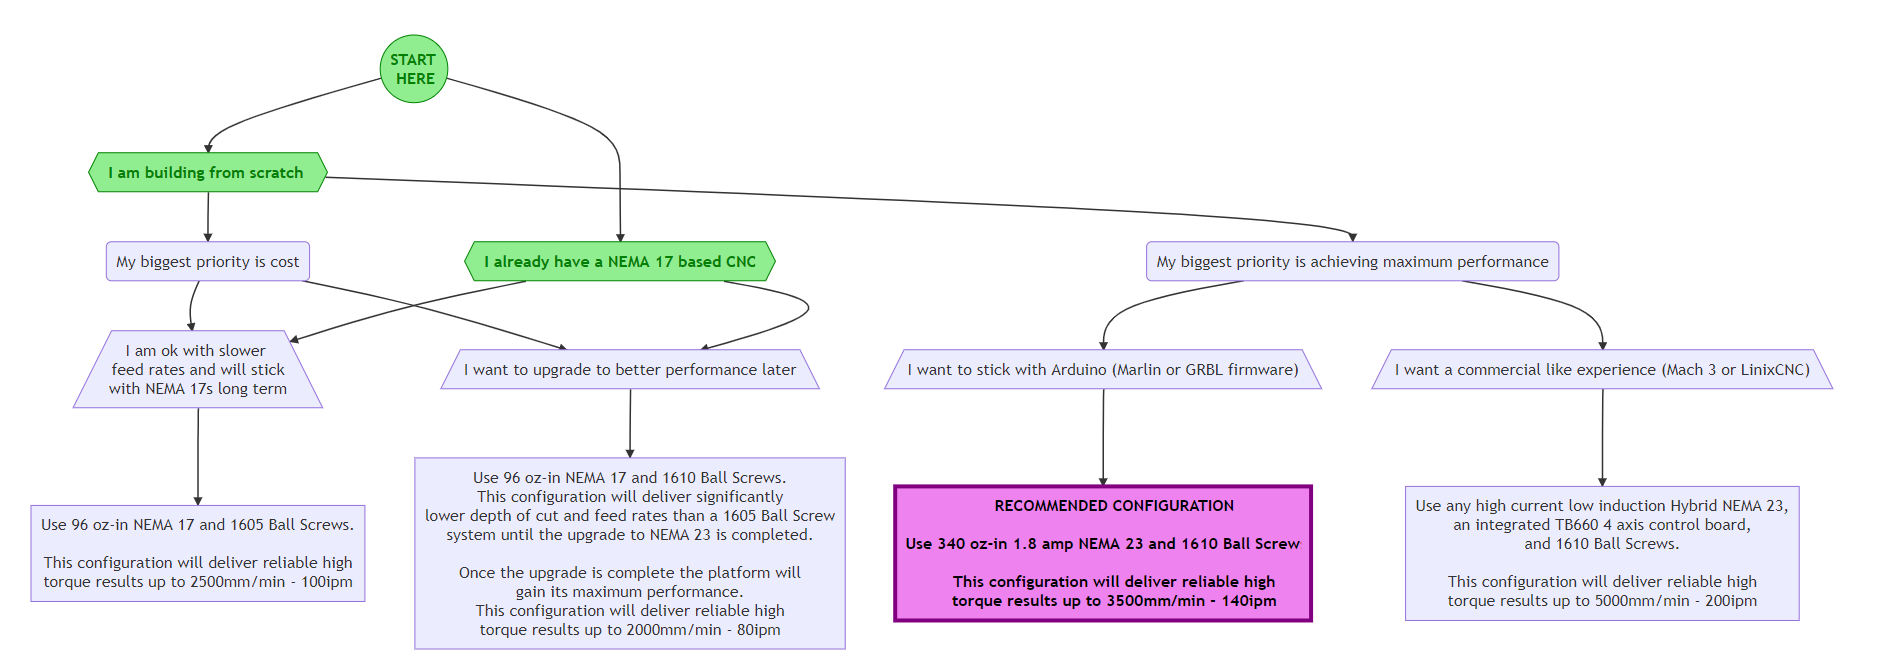 START
HERE
I am building from scratch
My biggest priority is cost
I already have a NEMA 17 based CNC
My biggest priority is achieving maximum performance
I am ok with slower
feed rates and will stick
with NEMA 17s long term
I want to upgrade to better performance later
I want to stick with Arduino (Marlin or GRBL firmware)
I want a commercial like experience (Mach 3 or LinixCNC)
Use 96 oz-in NEMA 17 and 1605 Ball Screws.
This configuration will deliver reliable high
torque results up to 2500mm/min - 100ipm
Use 96 oz-in NEMA 17 and 1610 Ball Screws.
This configuration will deliver significantly
lower depth of cut and feed rates than a 1605 Ball Screw
system until the upgrade to NEMA 23 is completed.
Once the upgrade is complete the platform will
gain its maximum performance.
This configuration will deliver reliable high
torque results up to 2000mm/min - 80ipm
RECOMMENDED CONFIGURATION
Use 340 oz-in 1.8 amp NEMA 23 and 1610 Ball Screw
This configuration will deliver reliable high
torque results up to 3500mm/min - 140ipm
Use any high current low induction Hybrid NEMA 23,
an integrated TB660 4 axis control board,
and 1610 Ball Screws.
This configuration will deliver reliable high
torque results up to 5000mm/min - 200ipm